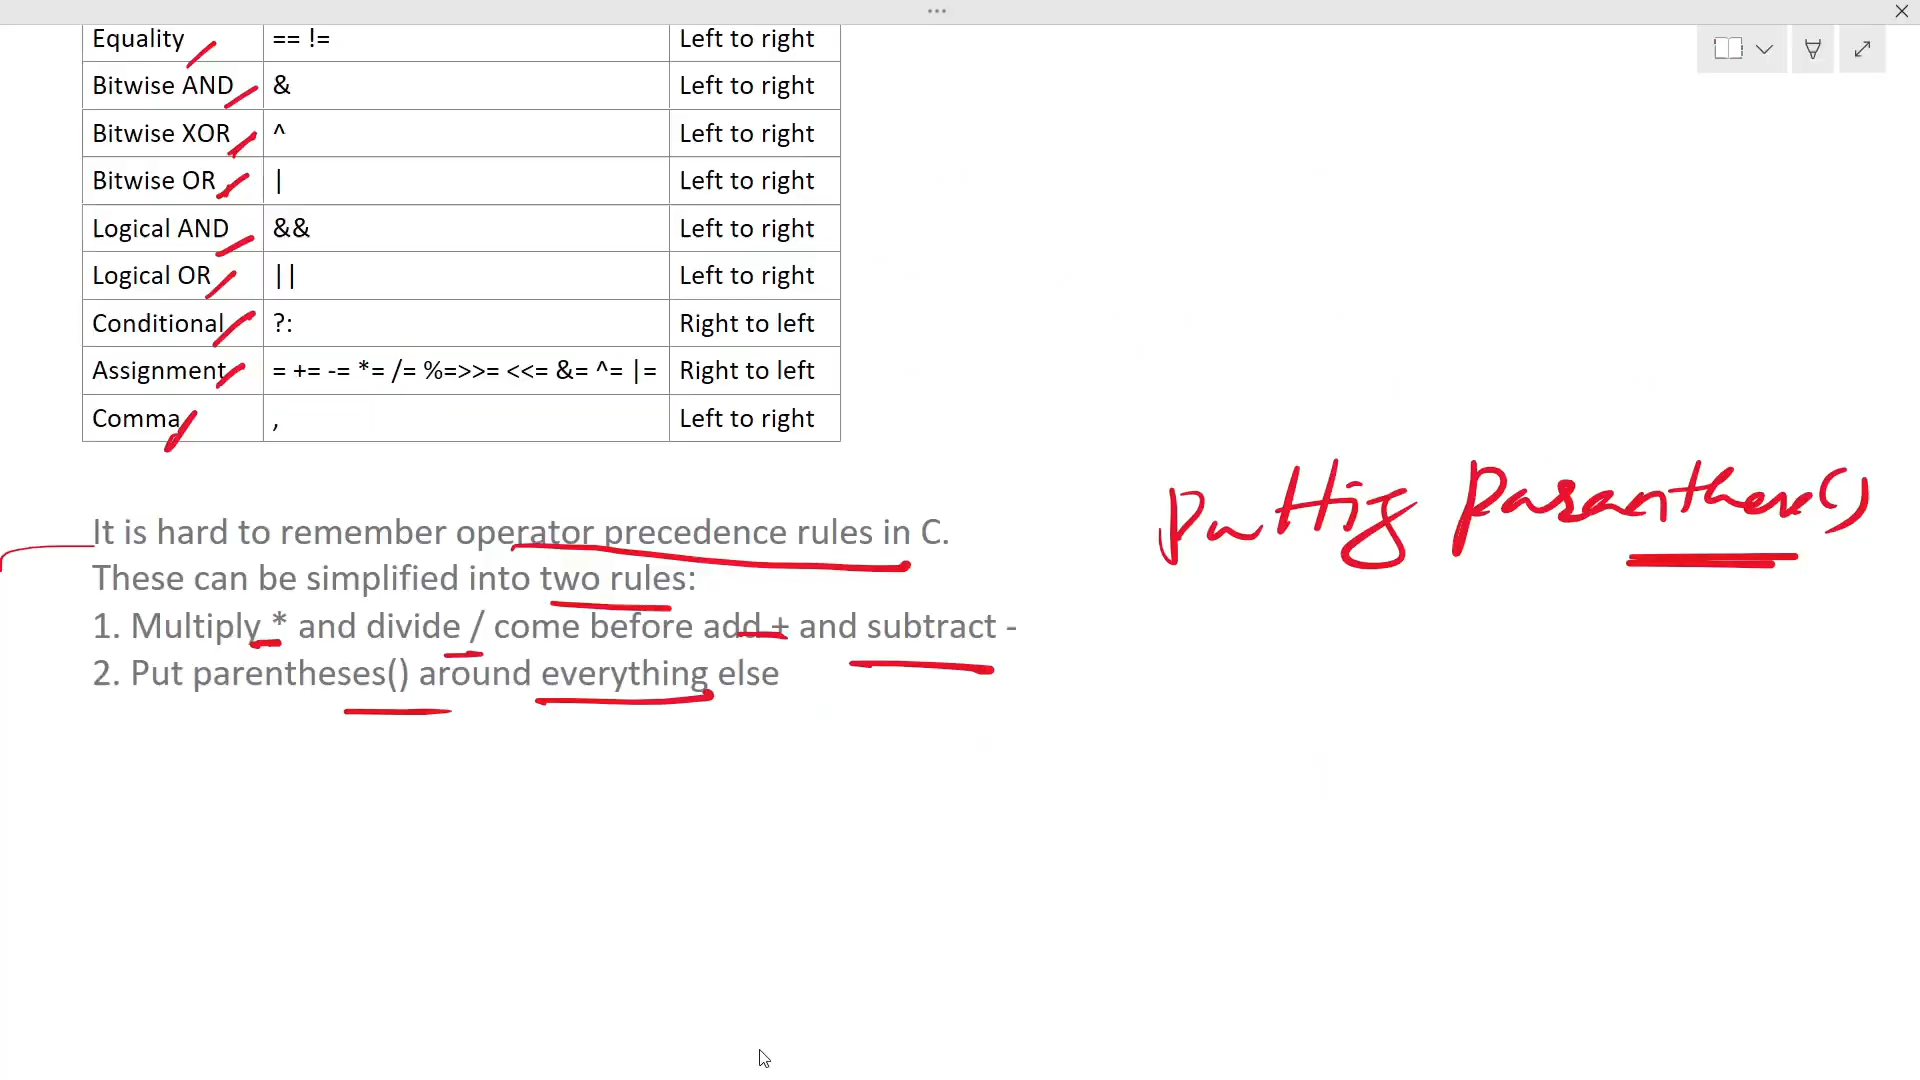 Equality == != Left to right
Bitwise AND & Left to right
Bitwise XOR ^ Left to right
Bitwise OR | Left to right
Logical AND && Left to right
Logical OR || Left to right
Conditional ?: Right to left
Assignment = += -= *= /= %=>>= <<= &= ^= |= Right to left
Comma , Left to right
Putting paranthese()
It is hard to remember operator precedence rules in C.
These can be simplified into two rules:
1. Multiply * and divide / come before add + and subtract -
2. Put parentheses() around everything else